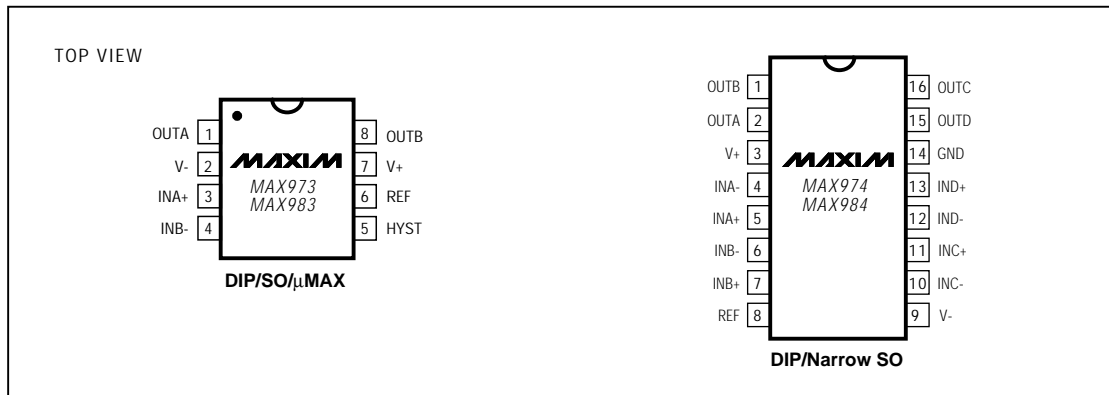 TOP VIEW
OUTA 1 8 OUTB
V- 2 MAXIM 7 V+
INA+ 3 MAX973 6 REF
MAX983
INB- 4 5 HYST
DIP/SO/μMAX
OUTB 1 16 OUTC
OUTA 2 15 OUTD
V+ 3 MAXIM 14 GND
INA- 4 MAX974 13 IND+
MAX984
INA+ 5 12 IND-
INB- 6 11 INC+
INB+ 7 10 INC-
REF 8 9 V-
DIP/Narrow SO